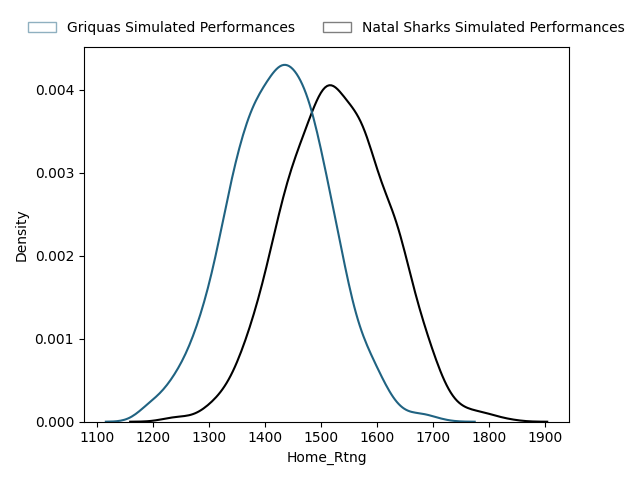 Griquas Simulated Performances Natal Sharks Simulated Performances
0.004
0.003
0.002
0.001
0.000
Density
1100 1200 1300 1400 1500 1600 1700 1800 1900
Home_Rtng